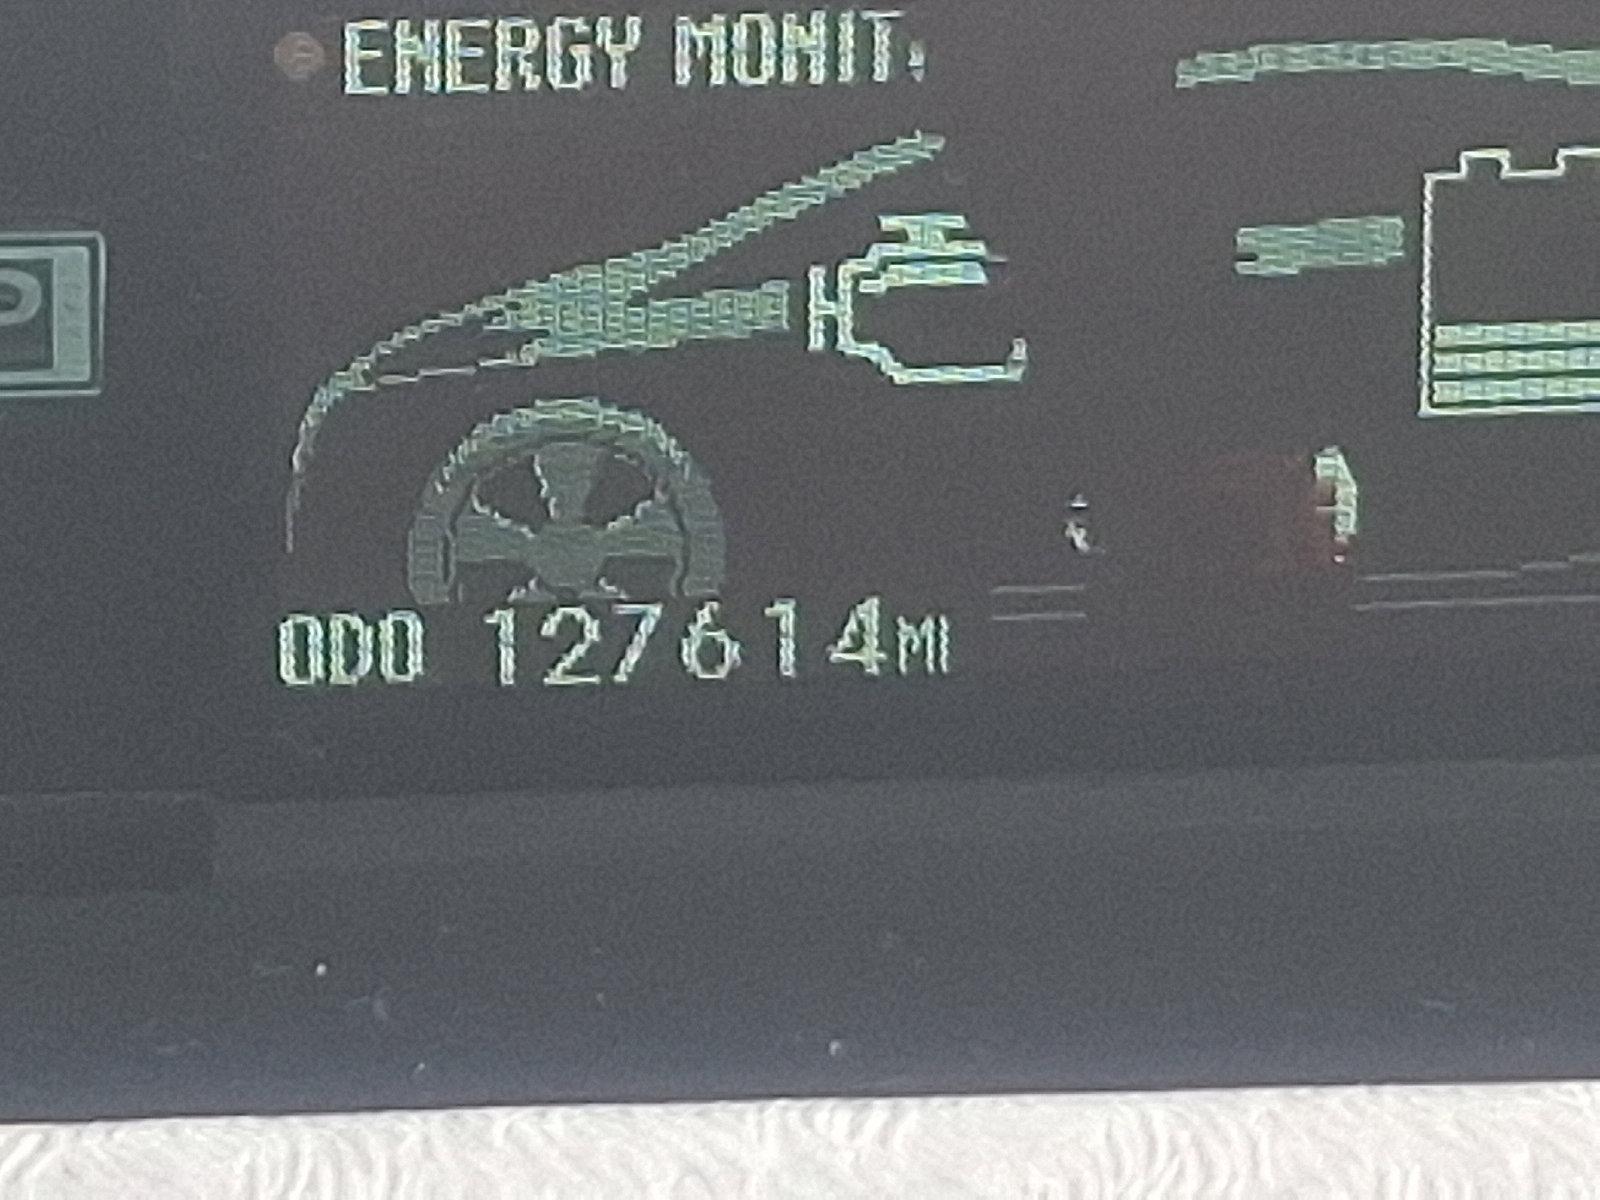 ENERGY MONIT.
P
ODO 127614MI